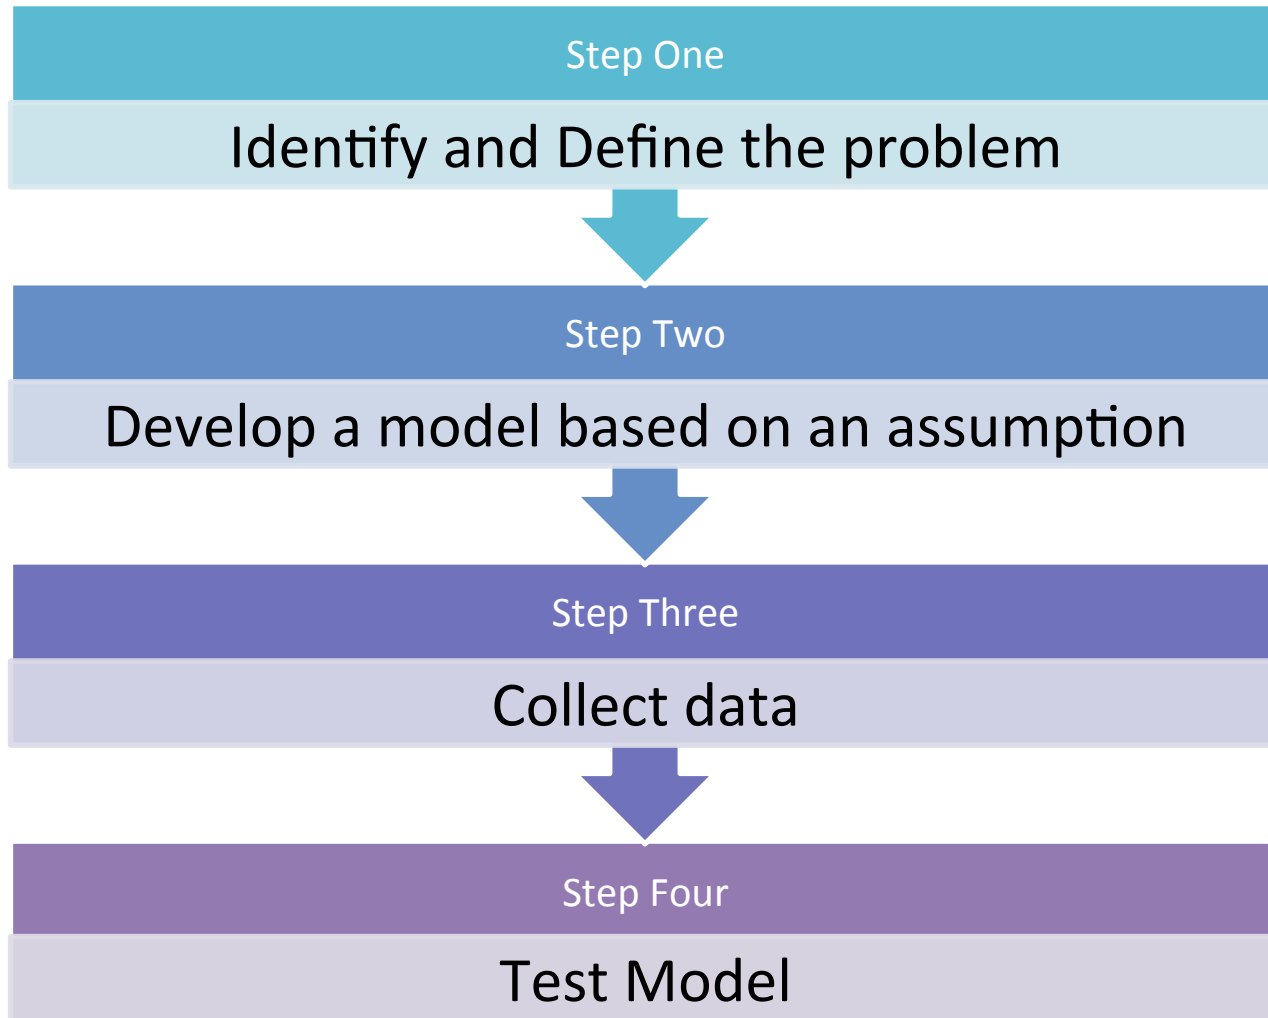 Step One
Identify and Define the problem
Step Two
Develop a model based on an assumption
Step Three
Collect data
Step Four
Test Model